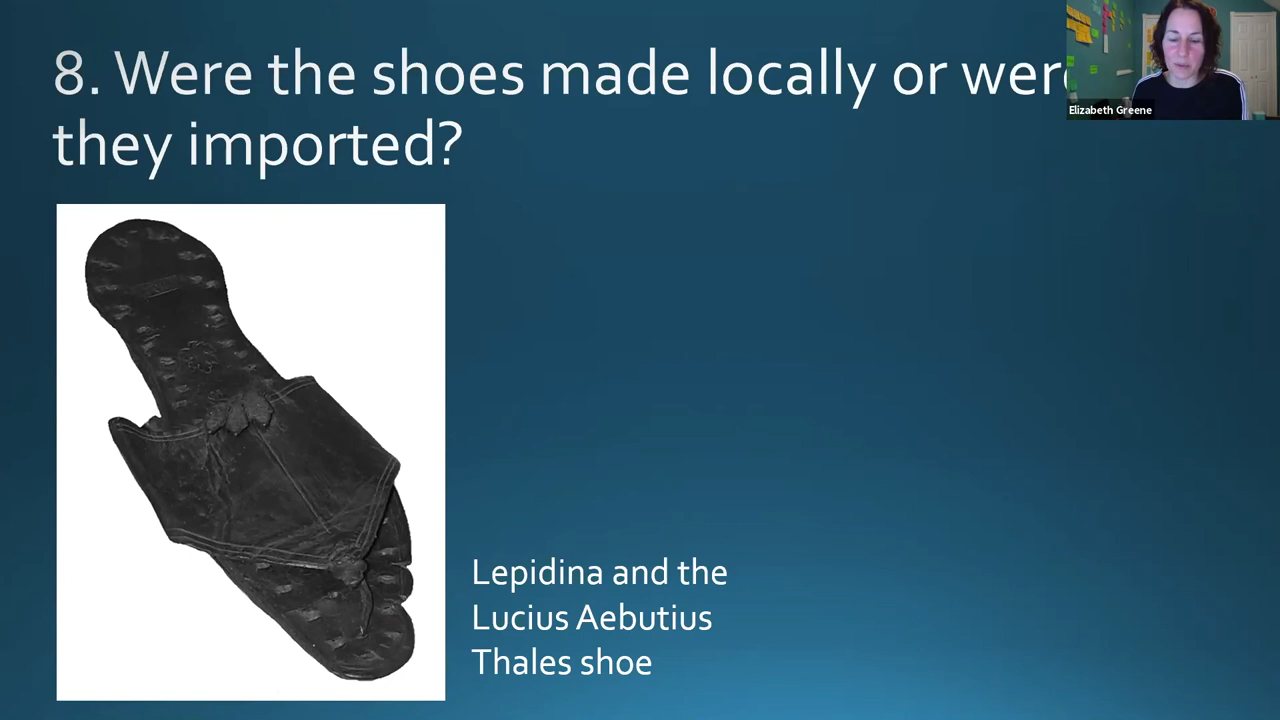 8. Were the shoes made locally or were
they imported?
Elizabeth Greene
Lepidina and the
Lucius Aebutius
Thales shoe